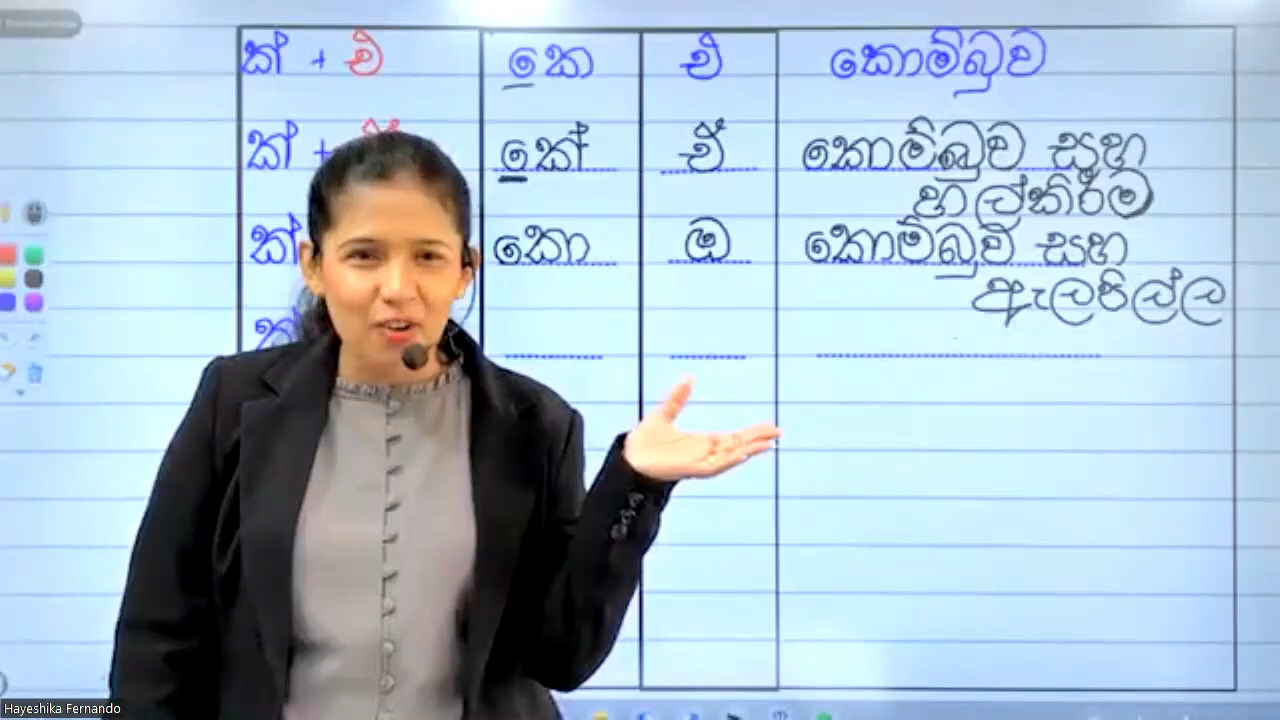 ක් + එ කෙ එ කොම්බුව
ක් + කේ ඒ කොම්බුව සහ
හල්කිරීම
ක් කො ඔ කොම්බුව සහ
ඇලපිල්ල
ක්
Hayeshika Fernando